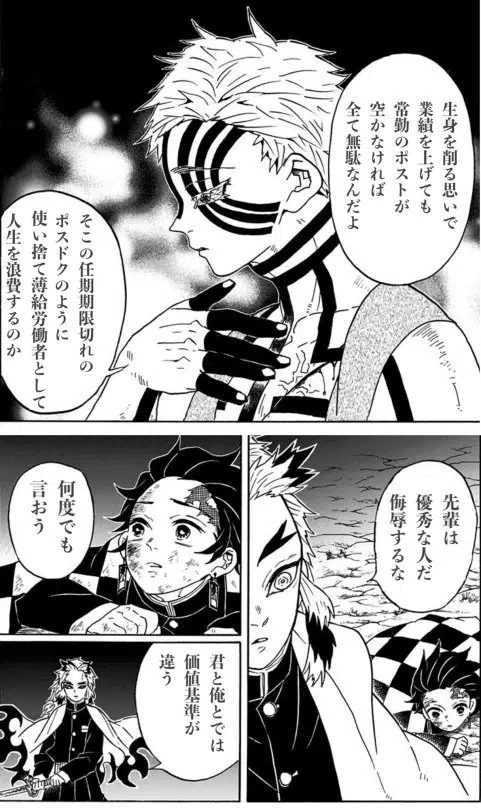 生身を削る思いで
業績を上げても
常勤のポストが
空かなければ
全て無駄なんだよ
そこの任期期限切れの
ポスドクのように
使い捨て薄給労働者として
人生を浪費するのか
先輩は
優秀な人だ
侮辱するな
何度でも
言おう
君と俺とでは
価値基準が
違う